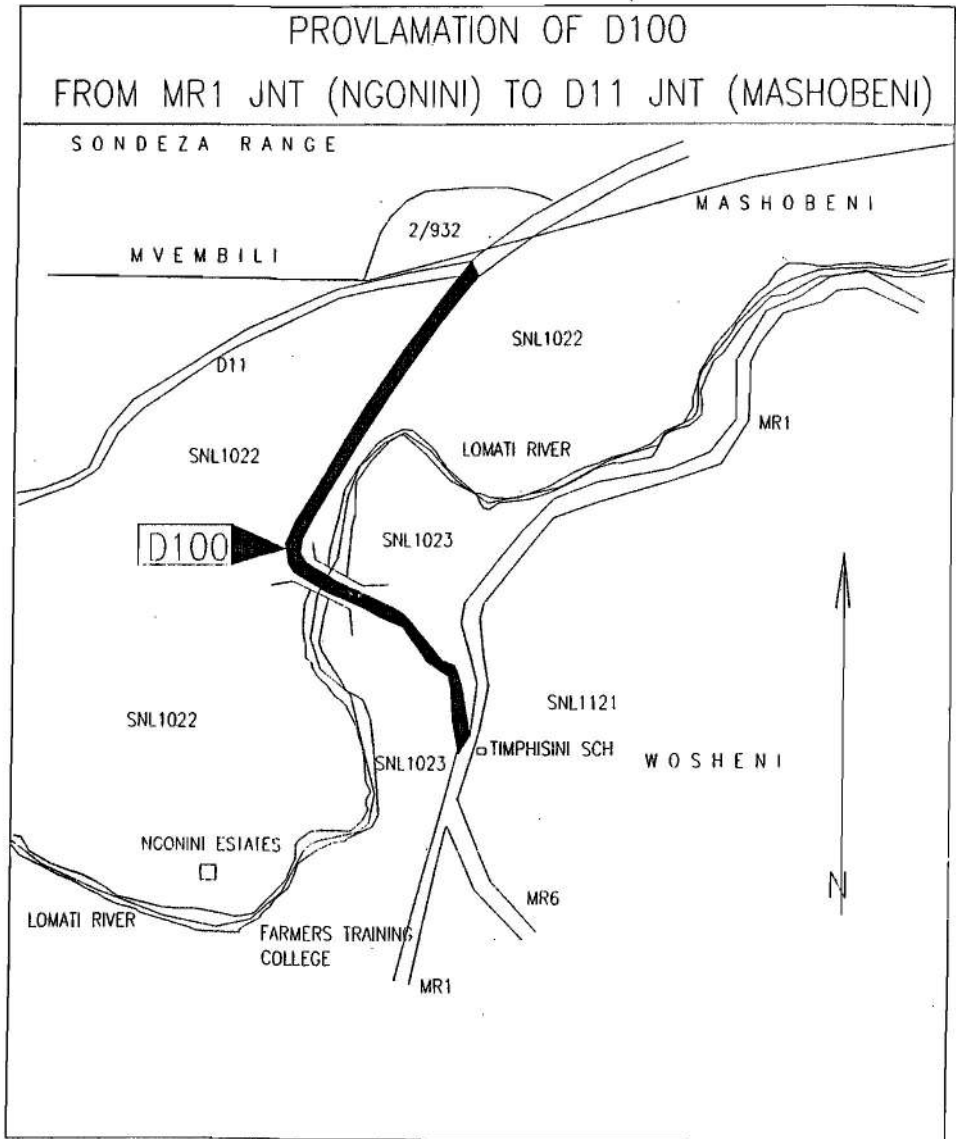 PROVLAMATION OF D100
FROM MR1 JNT (NGONINI) TO D11 JNT (MASHOBENI)
SONDEZA RANGE
MASHOBENI
2/932
MVEMBILI
SNL1022
D11
MR1
SNL1022
LOMATI RIVER
D100
SNL1023
SNL1022
SNL1121
TIMPHISINI SCH
SNL1023
WOSHENI
NGONINI ESTATES
N
MR6
LOMATI RIVER
FARMERS TRAINING
COLLEGE
MR1